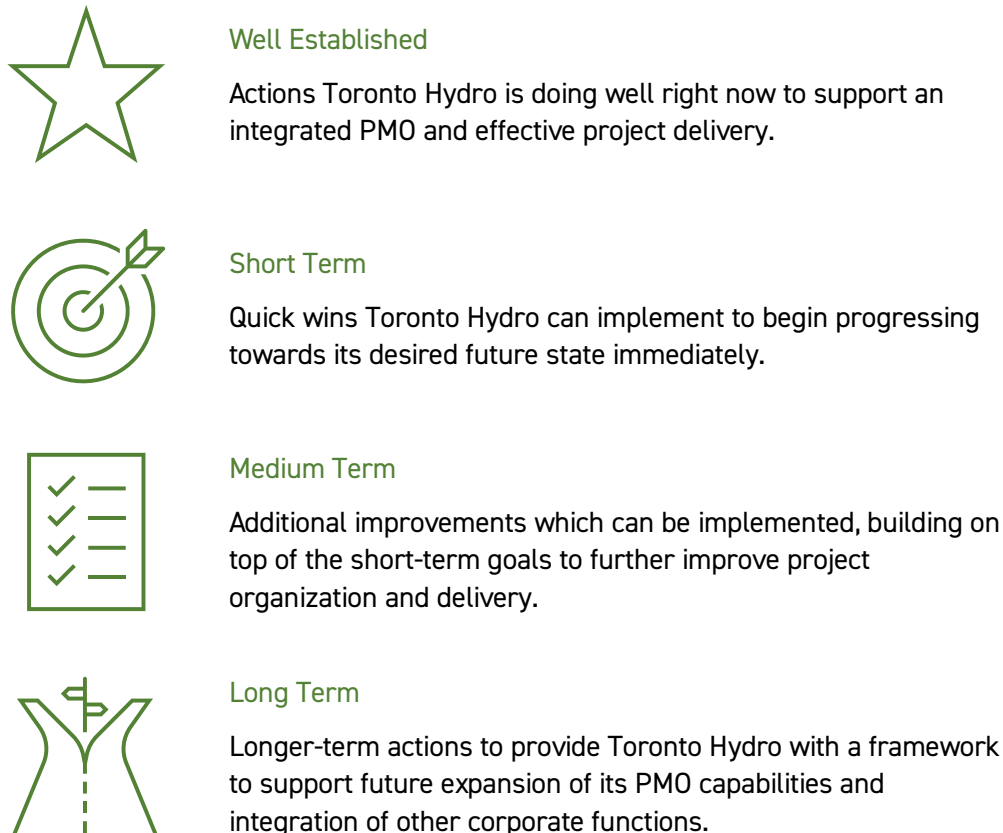 Well Established
Actions Toronto Hydro is doing well right now to support an
integrated PMO and effective project delivery.
Short Term
Quick wins Toronto Hydro can implement to begin progressing
towards its desired future state immediately.
Medium Term
Additional improvements which can be implemented, building on
top of the short-term goals to further improve project
organization and delivery.
Long Term
Longer-term actions to provide Toronto Hydro with a framework
to support future expansion of its PMO capabilities and
integration of other corporate functions.